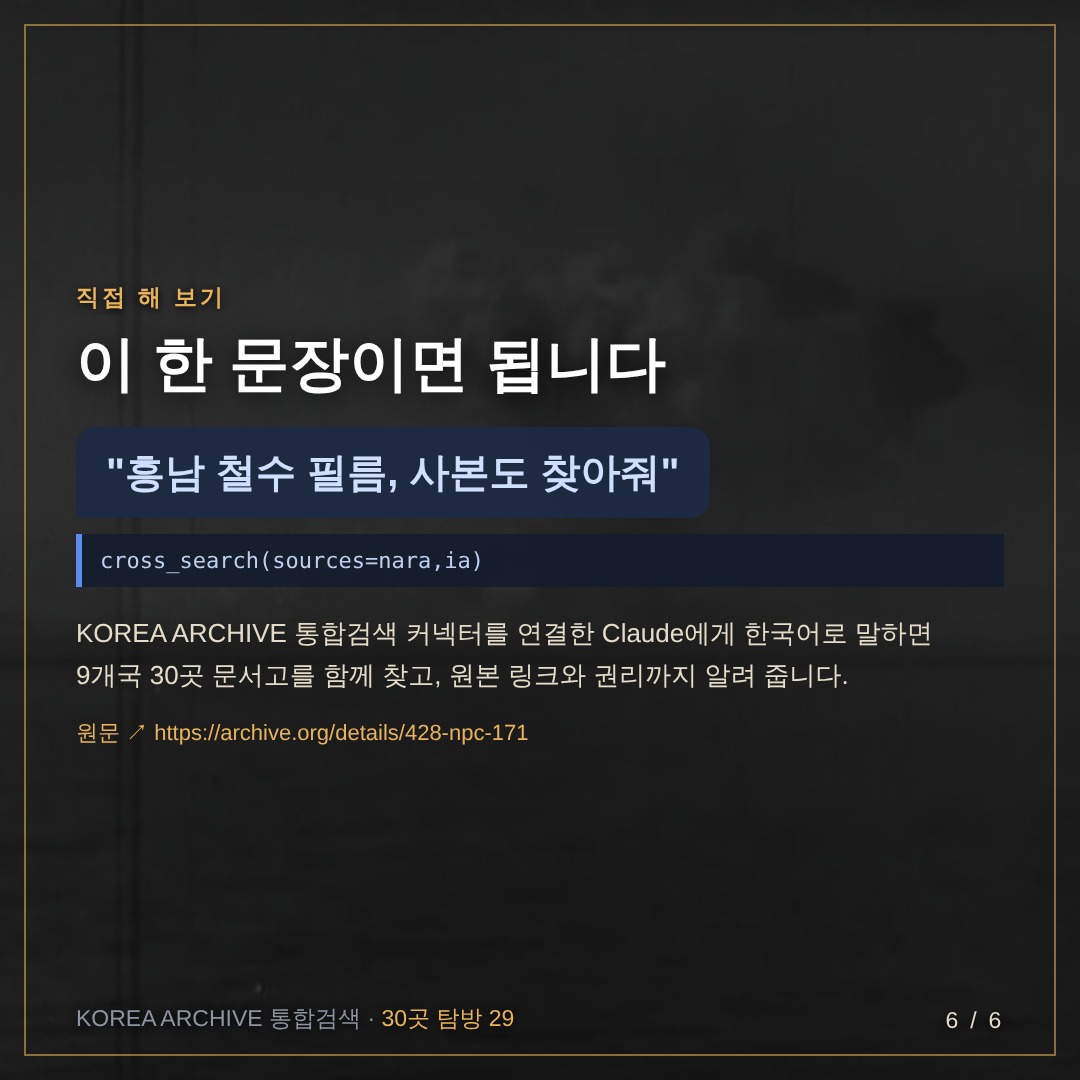 직접 해 보기
이 한 문장이면 됩니다
"흥남 철수 필름, 사본도 찾아줘"
cross_search(sources=nara,ia)
KOREA ARCHIVE 통합검색 커넥터를 연결한 Claude에게 한국어로 말하면
9개국 30곳 문서고를 함께 찾고, 원본 링크와 권리까지 알려 줍니다.
원문 ↗ https://archive.org/details/428-npc-171
KOREA ARCHIVE 통합검색 · 30곳 탐방 29
6 / 6